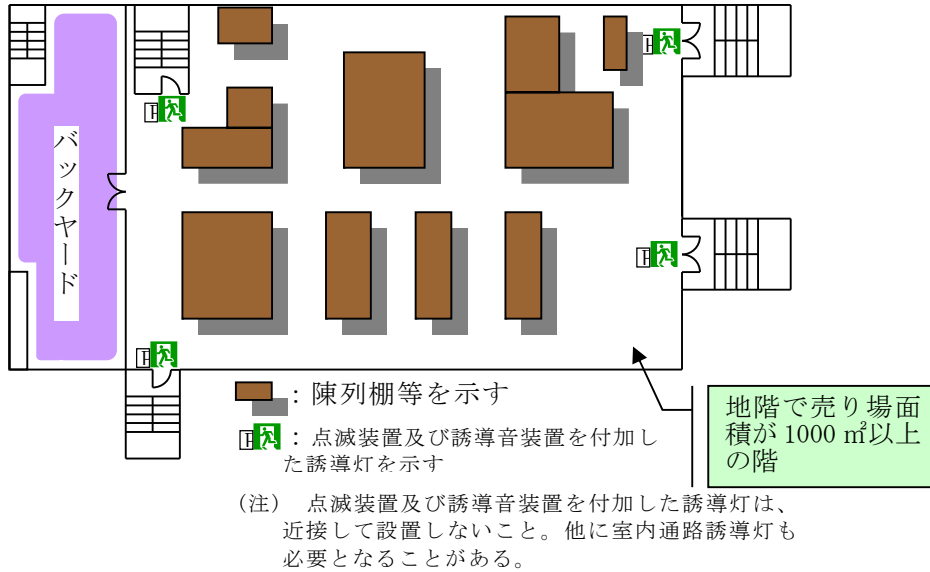 バックヤード
：陳列棚等を示す
：点滅装置及び誘導音装置を付加し
た誘導灯を示す
(注)　点滅装置及び誘導音装置を付加した誘導灯は、
近接して設置しないこと。他に室内通路誘導灯も
必要となることがある。
地階で売り場面
積が 1000 ㎡以上
の階